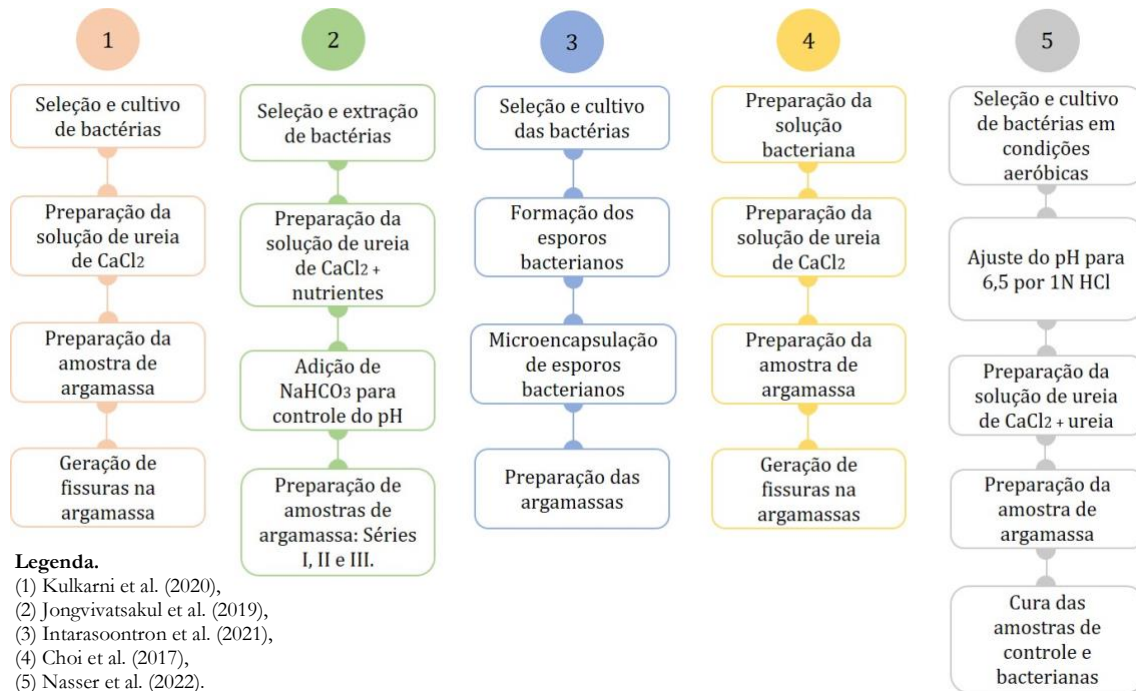 1
Seleção e cultivo
de bactérias
Preparação da
solução de ureia
de CaCl2
Preparação da
amostra de
argamassa
Geração de
fissuras na
argamassa
2
Seleção e extração
de bactérias
Preparação da
solução de ureia
de CaCl2 +
nutrientes
Adição de
NaHCO3 para
controle do pH
Preparação de
amostras de
argamassa: Séries
I, II e III.
3
Seleção e cultivo
das bactérias
Formação dos
esporos
bacterianos
Microencapsulação
de esporos
bacterianos
Preparação das
argamassas
4
Preparação da
solução
bacteriana
Preparação da
solução de ureia
de CaCl2
Preparação da
amostra de
argamassa
Geração de
fissuras na
argamassas
5
Seleção e cultivo
de bactérias em
condições
aeróbicas
Ajuste do pH para
6,5 por 1N HCl
Preparação da
solução de ureia
de CaCl2 + ureia
Preparação da
amostra de
argamassa
Cura das
amostras de
controle e
bacterianas
Legenda.
(1) Kulkarni et al. (2020),
(2) Jongvivatsakul et al. (2019),
(3) Intarasoontron et al. (2021),
(4) Choi et al. (2017),
(5) Nasser et al. (2022).